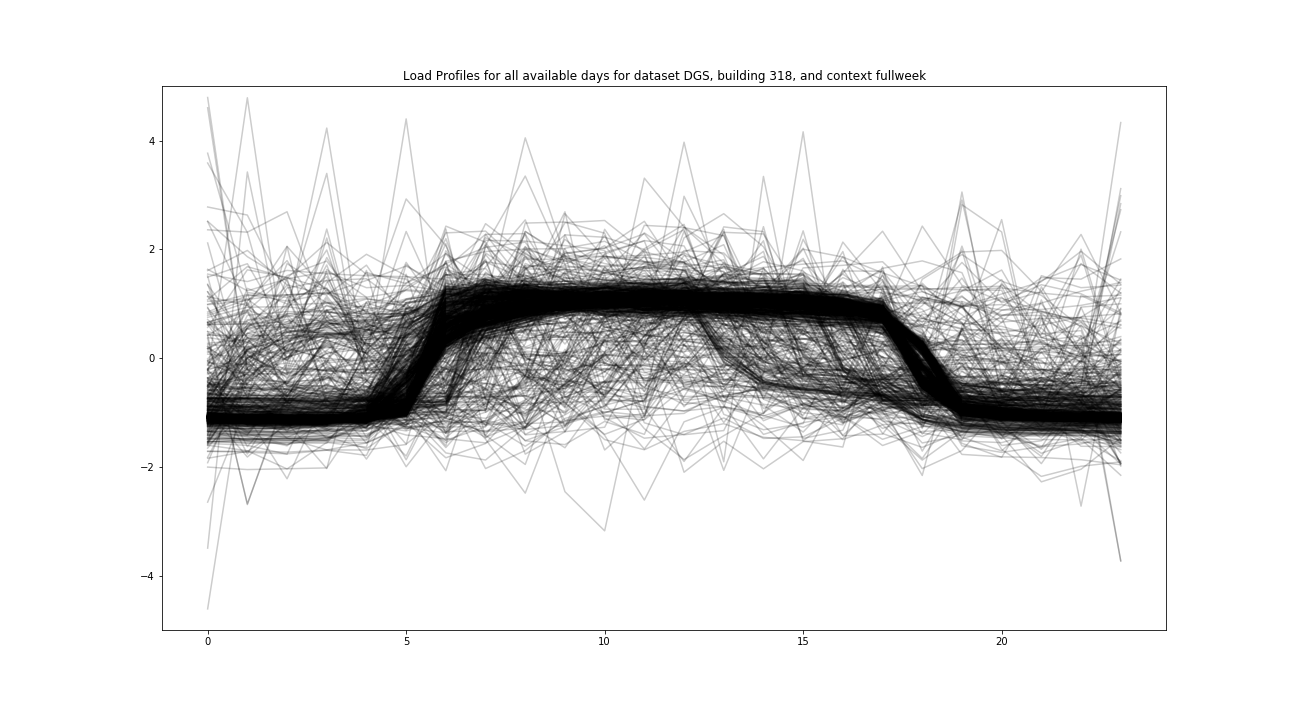 Load Profiles for all available days for dataset DGS, building 318, and context fullweek
4
2
0
−2
−4
0 5 10 15 20